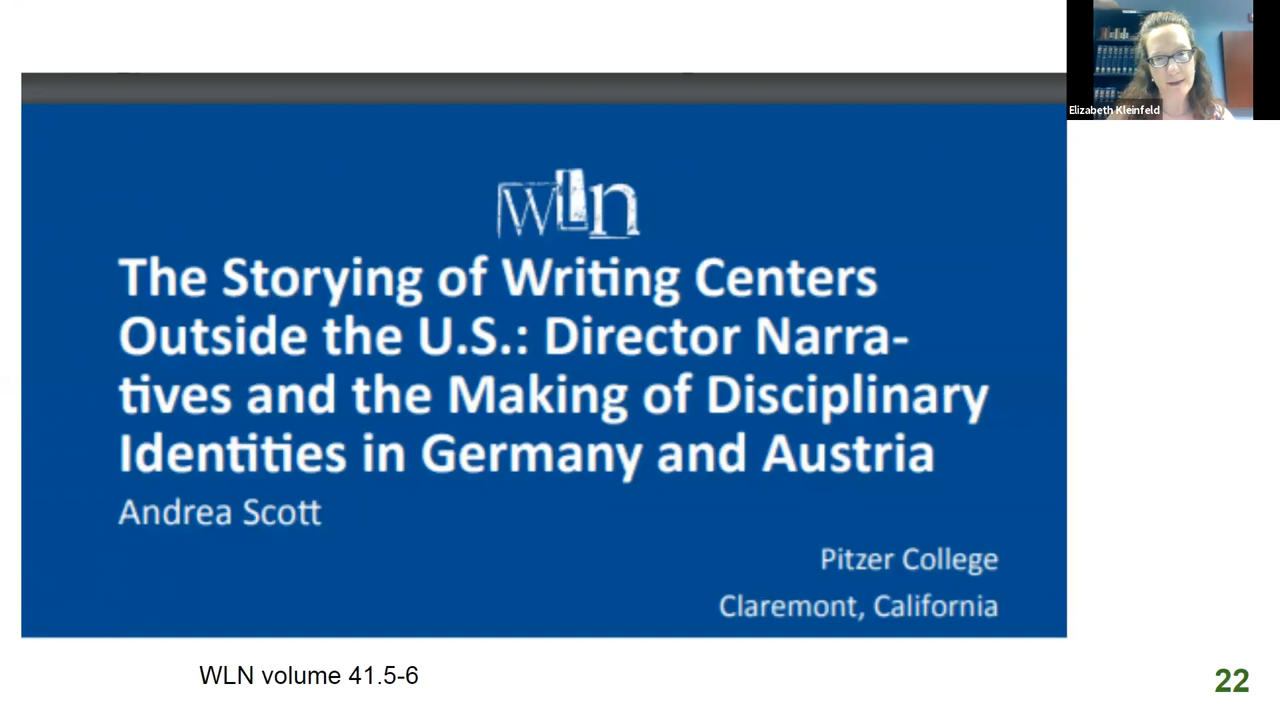 Elizabeth Kleinfeld
wln
The Storying of Writing Centers
Outside the U.S.: Director Narra-
tives and the Making of Disciplinary
Identities in Germany and Austria
Andrea Scott
Pitzer College
Claremont, California
WLN volume 41.5-6
22